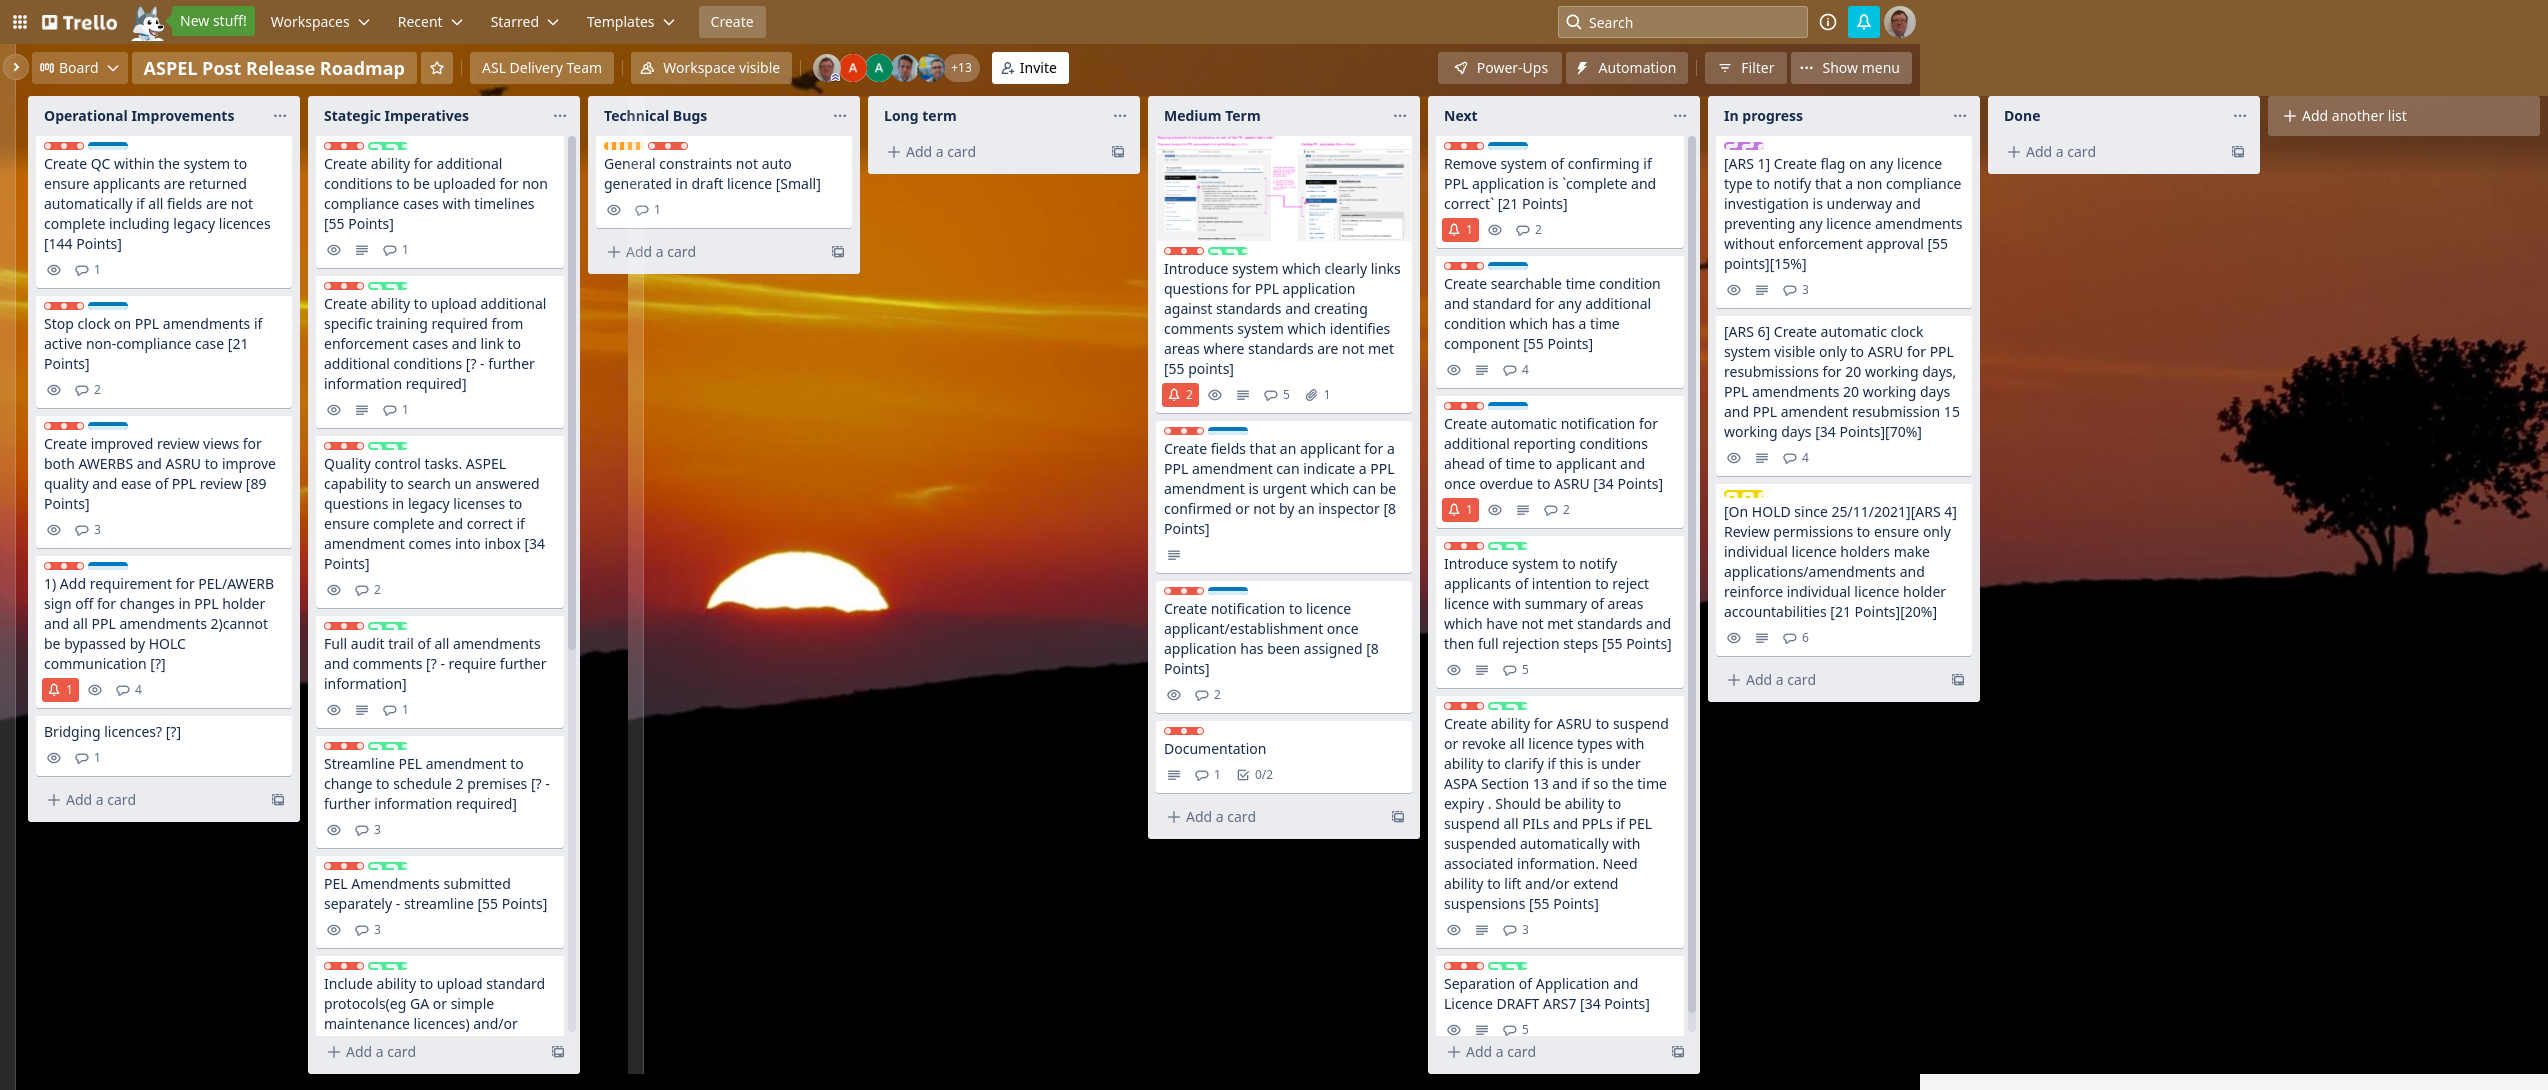 Trello
New stuff!
Workspaces
Recent
Starred
Templates
Create
Search
Board
ASPEL Post Release Roadmap
ASL Delivery Team
Workspace visible
A
A
+13
Invite
Power-Ups
Automation
Filter
Show menu
Operational Improvements
Create QC within the system to
ensure applicants are returned
automatically if all fields are not
complete including legacy licences
[144 Points]
1
Stop clock on PPL amendments if
active non-compliance case [21
Points]
2
Create improved review views for
both AWERBS and ASRU to improve
quality and ease of PPL review [89
Points]
3
1) Add requirement for PEL/AWERB
sign off for changes in PPL holder
and all PPL amendments 2)cannot
be bypassed by HOLC
communication [?]
1
4
Bridging licences? [?]
1
+ Add a card
Stategic Imperatives
Create ability for additional
conditions to be uploaded for non
compliance cases with timelines
[55 Points]
1
Create ability to upload additional
specific training required from
enforcement cases and link to
additional conditions [? - further
information required]
1
Quality control tasks. ASPEL
capability to search un answered
questions in legacy licenses to
ensure complete and correct if
amendment comes into inbox [34
Points]
2
Full audit trail of all amendments
and comments [? - require further
information]
1
Streamline PEL amendment to
change to schedule 2 premises [? -
further information required]
3
PEL Amendments submitted
separately - streamline [55 Points]
3
Include ability to upload standard
protocols(eg GA or simple
maintenance licences) and/or
+ Add a card
Technical Bugs
General constraints not auto
generated in draft licence [Small]
1
+ Add a card
Long term
+ Add a card
Medium Term
Introduce system which clearly links
questions for PPL application
against standards and creating
comments system which identifies
areas where standards are not met
[55 points]
2
5
1
Create fields that an applicant for a
PPL amendment can indicate a PPL
amendment is urgent which can be
confirmed or not by an inspector [8
Points]
Create notification to licence
applicant/establishment once
application has been assigned [8
Points]
2
Documentation
1
0/2
+ Add a card
Next
Remove system of confirming if
PPL application is `complete and
correct` [21 Points]
1
2
Create searchable time condition
and standard for any additional
condition which has a time
component [55 Points]
4
Create automatic notification for
additional reporting conditions
ahead of time to applicant and
once overdue to ASRU [34 Points]
1
2
Introduce system to notify
applicants of intention to reject
licence with summary of areas
which have not met standards and
then full rejection steps [55 Points]
5
Create ability for ASRU to suspend
or revoke all licence types with
ability to clarify if this is under
ASPA Section 13 and if so the time
expiry . Should be ability to
suspend all PILs and PPLs if PEL
suspended automatically with
associated information. Need
ability to lift and/or extend
suspensions [55 Points]
3
Separation of Application and
Licence DRAFT ARS7 [34 Points]
5
+ Add a card
In progress
[ARS 1] Create flag on any licence
type to notify that a non compliance
investigation is underway and
preventing any licence amendments
without enforcement approval [55
points][15%]
3
[ARS 6] Create automatic clock
system visible only to ASRU for PPL
resubmissions for 20 working days,
PPL amendments 20 working days
and PPL amendent resubmission 15
working days [34 Points][70%]
4
[On HOLD since 25/11/2021][ARS 4]
Review permissions to ensure only
individual licence holders make
applications/amendments and
reinforce individual licence holder
accountabilities [21 Points][20%]
6
+ Add a card
Done
+ Add a card
+ Add another list